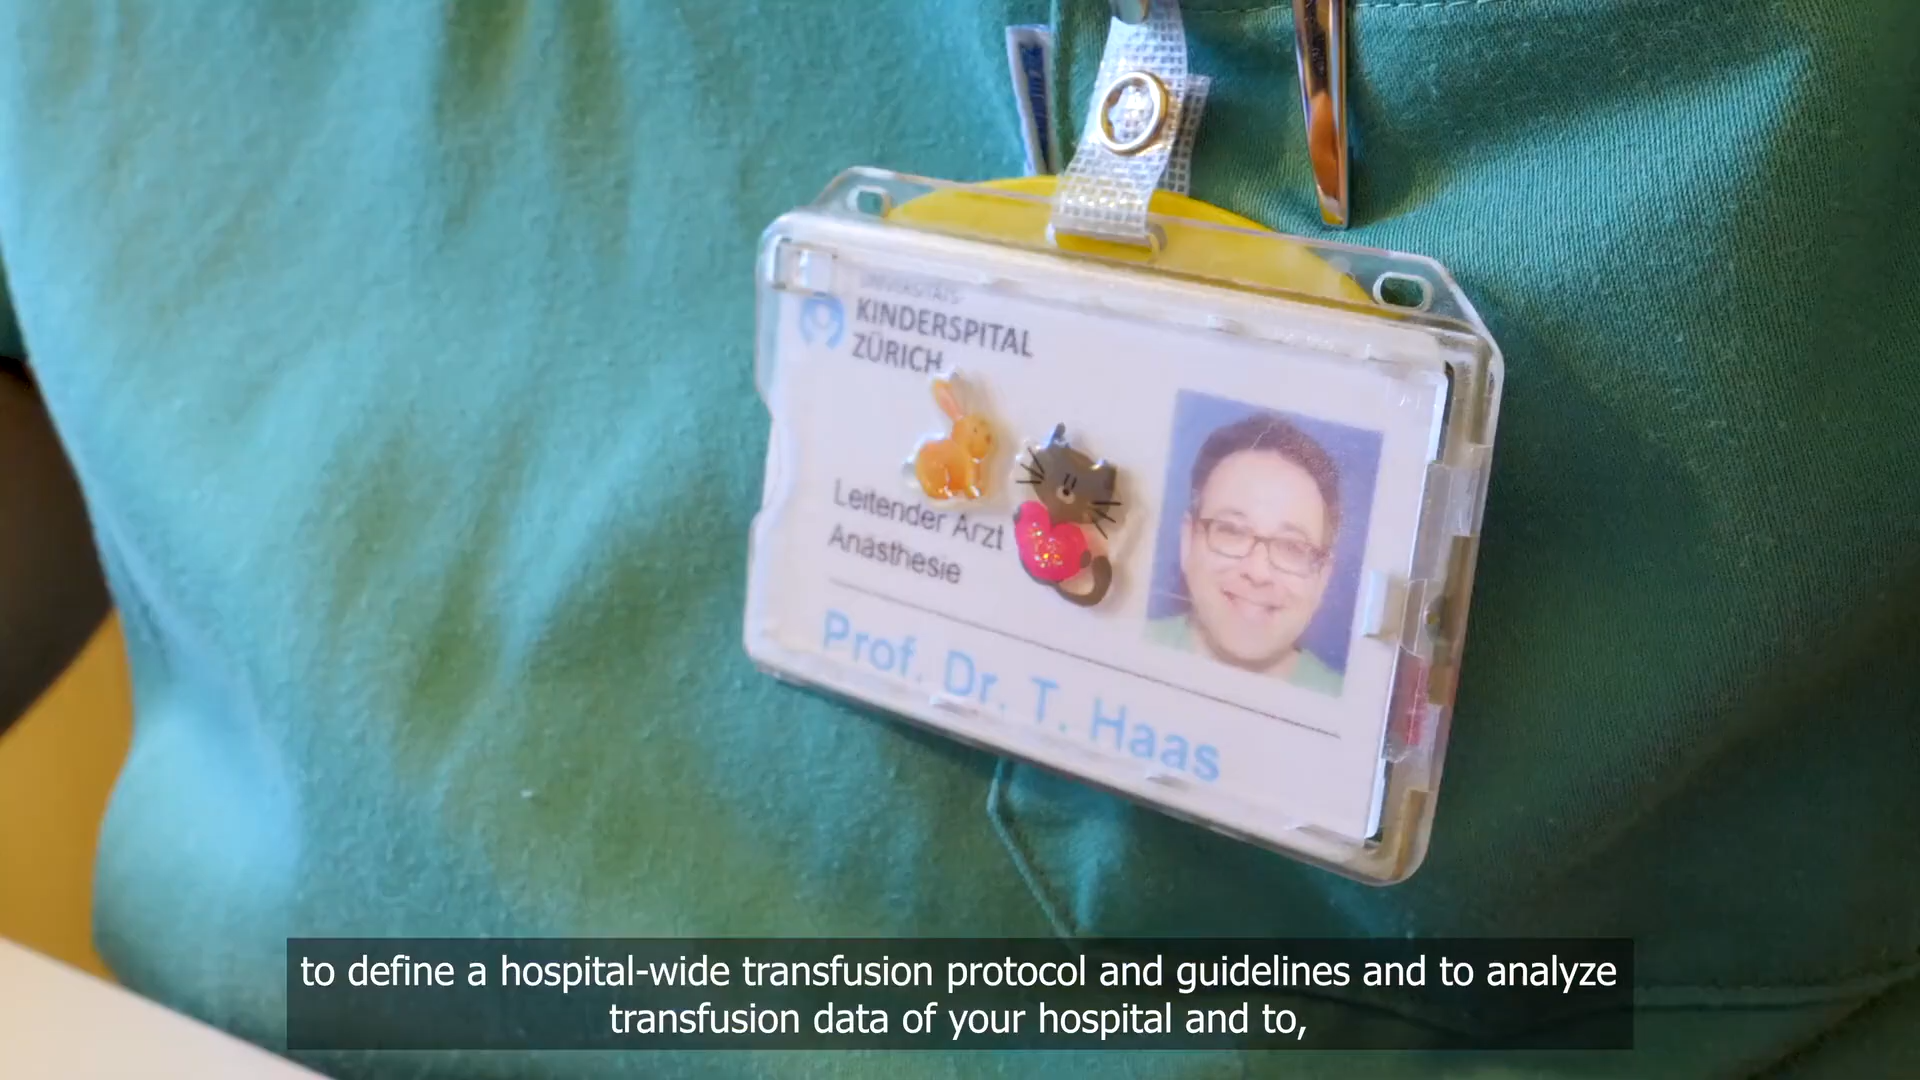 UNIVERSITÄTS-
KINDERSPITAL
ZÜRICH
Leitender Arzt
Anästhesie
Prof. Dr. T. Haas
to define a hospital-wide transfusion protocol and guidelines and to analyze
transfusion data of your hospital and to,